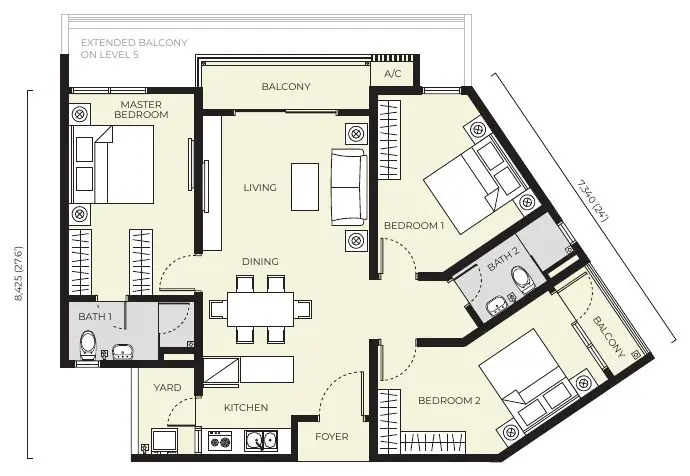 EXTENDED BALCONY
ON LEVEL 5
BALCONY
A/C
MASTER
BEDROOM
LIVING
BEDROOM 1
7,340 (24')
8,425 (27.6')
DINING
BATH 2
BATH 1
BALCONY
YARD
KITCHEN
BEDROOM 2
FOYER